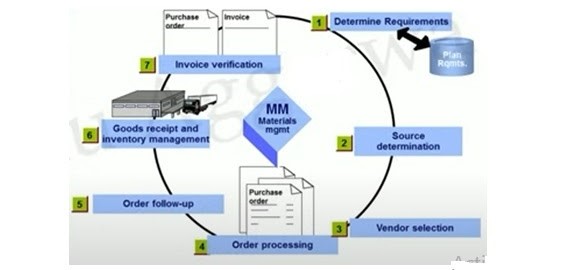 Purchase
order
Invoice
1
Determine Requirements
Plan
Rqmts.
7
Invoice verification
MM
Materials
mgmt
6
Goods receipt and
inventory management
2
Source
determination
5
Order follow-up
Purchase
order
3
Vendor selection
4
Order processing